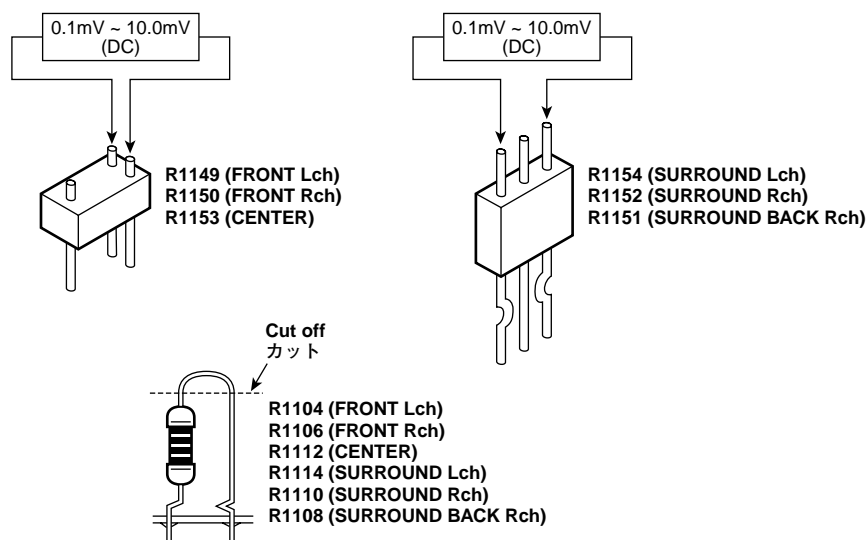 0.1mV ~ 10.0mV
(DC)
R1149 (FRONT Lch)
R1150 (FRONT Rch)
R1153 (CENTER)
0.1mV ~ 10.0mV
(DC)
R1154 (SURROUND Lch)
R1152 (SURROUND Rch)
R1151 (SURROUND BACK Rch)
Cut off
カット
R1104 (FRONT Lch)
R1106 (FRONT Rch)
R1112 (CENTER)
R1114 (SURROUND Lch)
R1110 (SURROUND Rch)
R1108 (SURROUND BACK Rch)